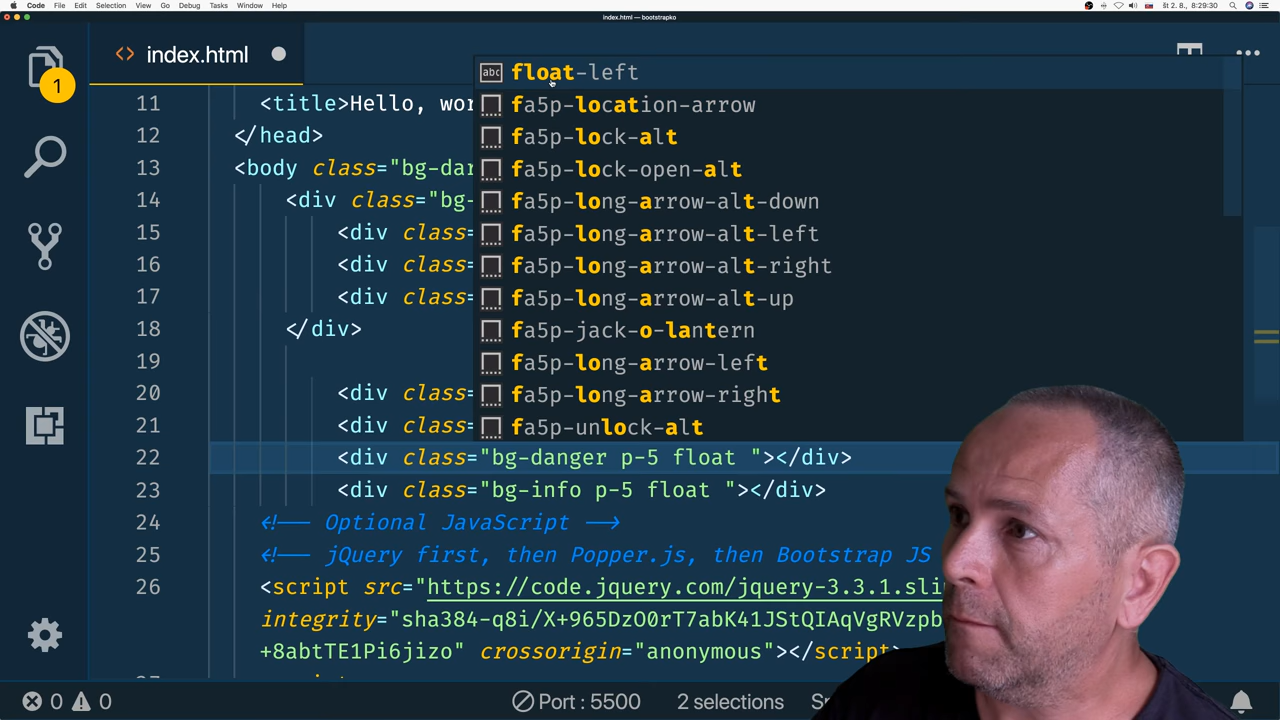 Code File Edit Selection View Go Debug Tasks Window Help
št 2. 8., 8:29:30
index.html — bootstrapko
1
index.html
float-left
fa5p-location-arrow
fa5p-lock-alt
fa5p-lock-open-alt
fa5p-long-arrow-alt-down
fa5p-long-arrow-alt-left
fa5p-long-arrow-alt-right
fa5p-long-arrow-alt-up
fa5p-jack-o-lantern
fa5p-long-arrow-left
fa5p-long-arrow-right
fa5p-unlock-alt
11 <title>Hello, wor
12 </head>
13 <body class="bg-dar
14 <div class="bg-
15 <div class=
16 <div class=
17 <div class=
18 </div>
19
20 <div class=
21 <div class=
22 <div class="bg-danger p-5 float "></div>
23 <div class="bg-info p-5 float "></div>
24 <!-- Optional JavaScript -->
25 <!-- jQuery first, then Popper.js, then Bootstrap JS
26 <script src="https://code.jquery.com/jquery-3.3.1.sli
integrity="sha384-q8i/X+965DzO0rT7abK41JStQIAqVgRVzpb
+8abtTE1Pi6jizo" crossorigin="anonymous"></script>
0 0 Port : 5500 2 selections